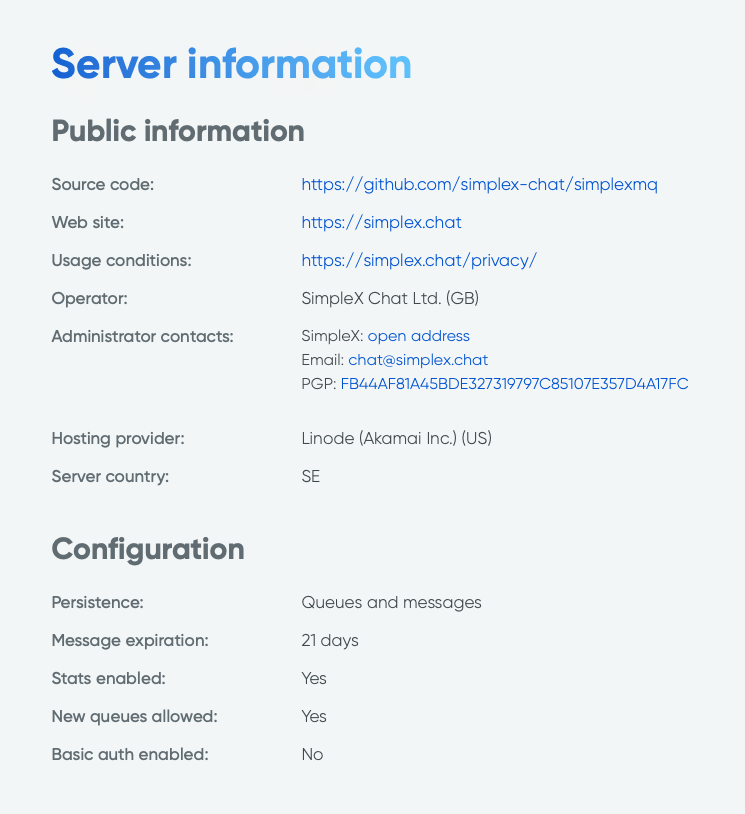 Server information
Public information
Source code: https://github.com/simplex-chat/simplexmq
Web site: https://simplex.chat
Usage conditions: https://simplex.chat/privacy/
Operator: SimpleX Chat Ltd. (GB)
Administrator contacts: SimpleX: open address
Email: chat@simplex.chat
PGP: FB44AF81A45BDE327319797C85107E357D4A17FC
Hosting provider: Linode (Akamai Inc.) (US)
Server country: SE
Configuration
Persistence: Queues and messages
Message expiration: 21 days
Stats enabled: Yes
New queues allowed: Yes
Basic auth enabled: No